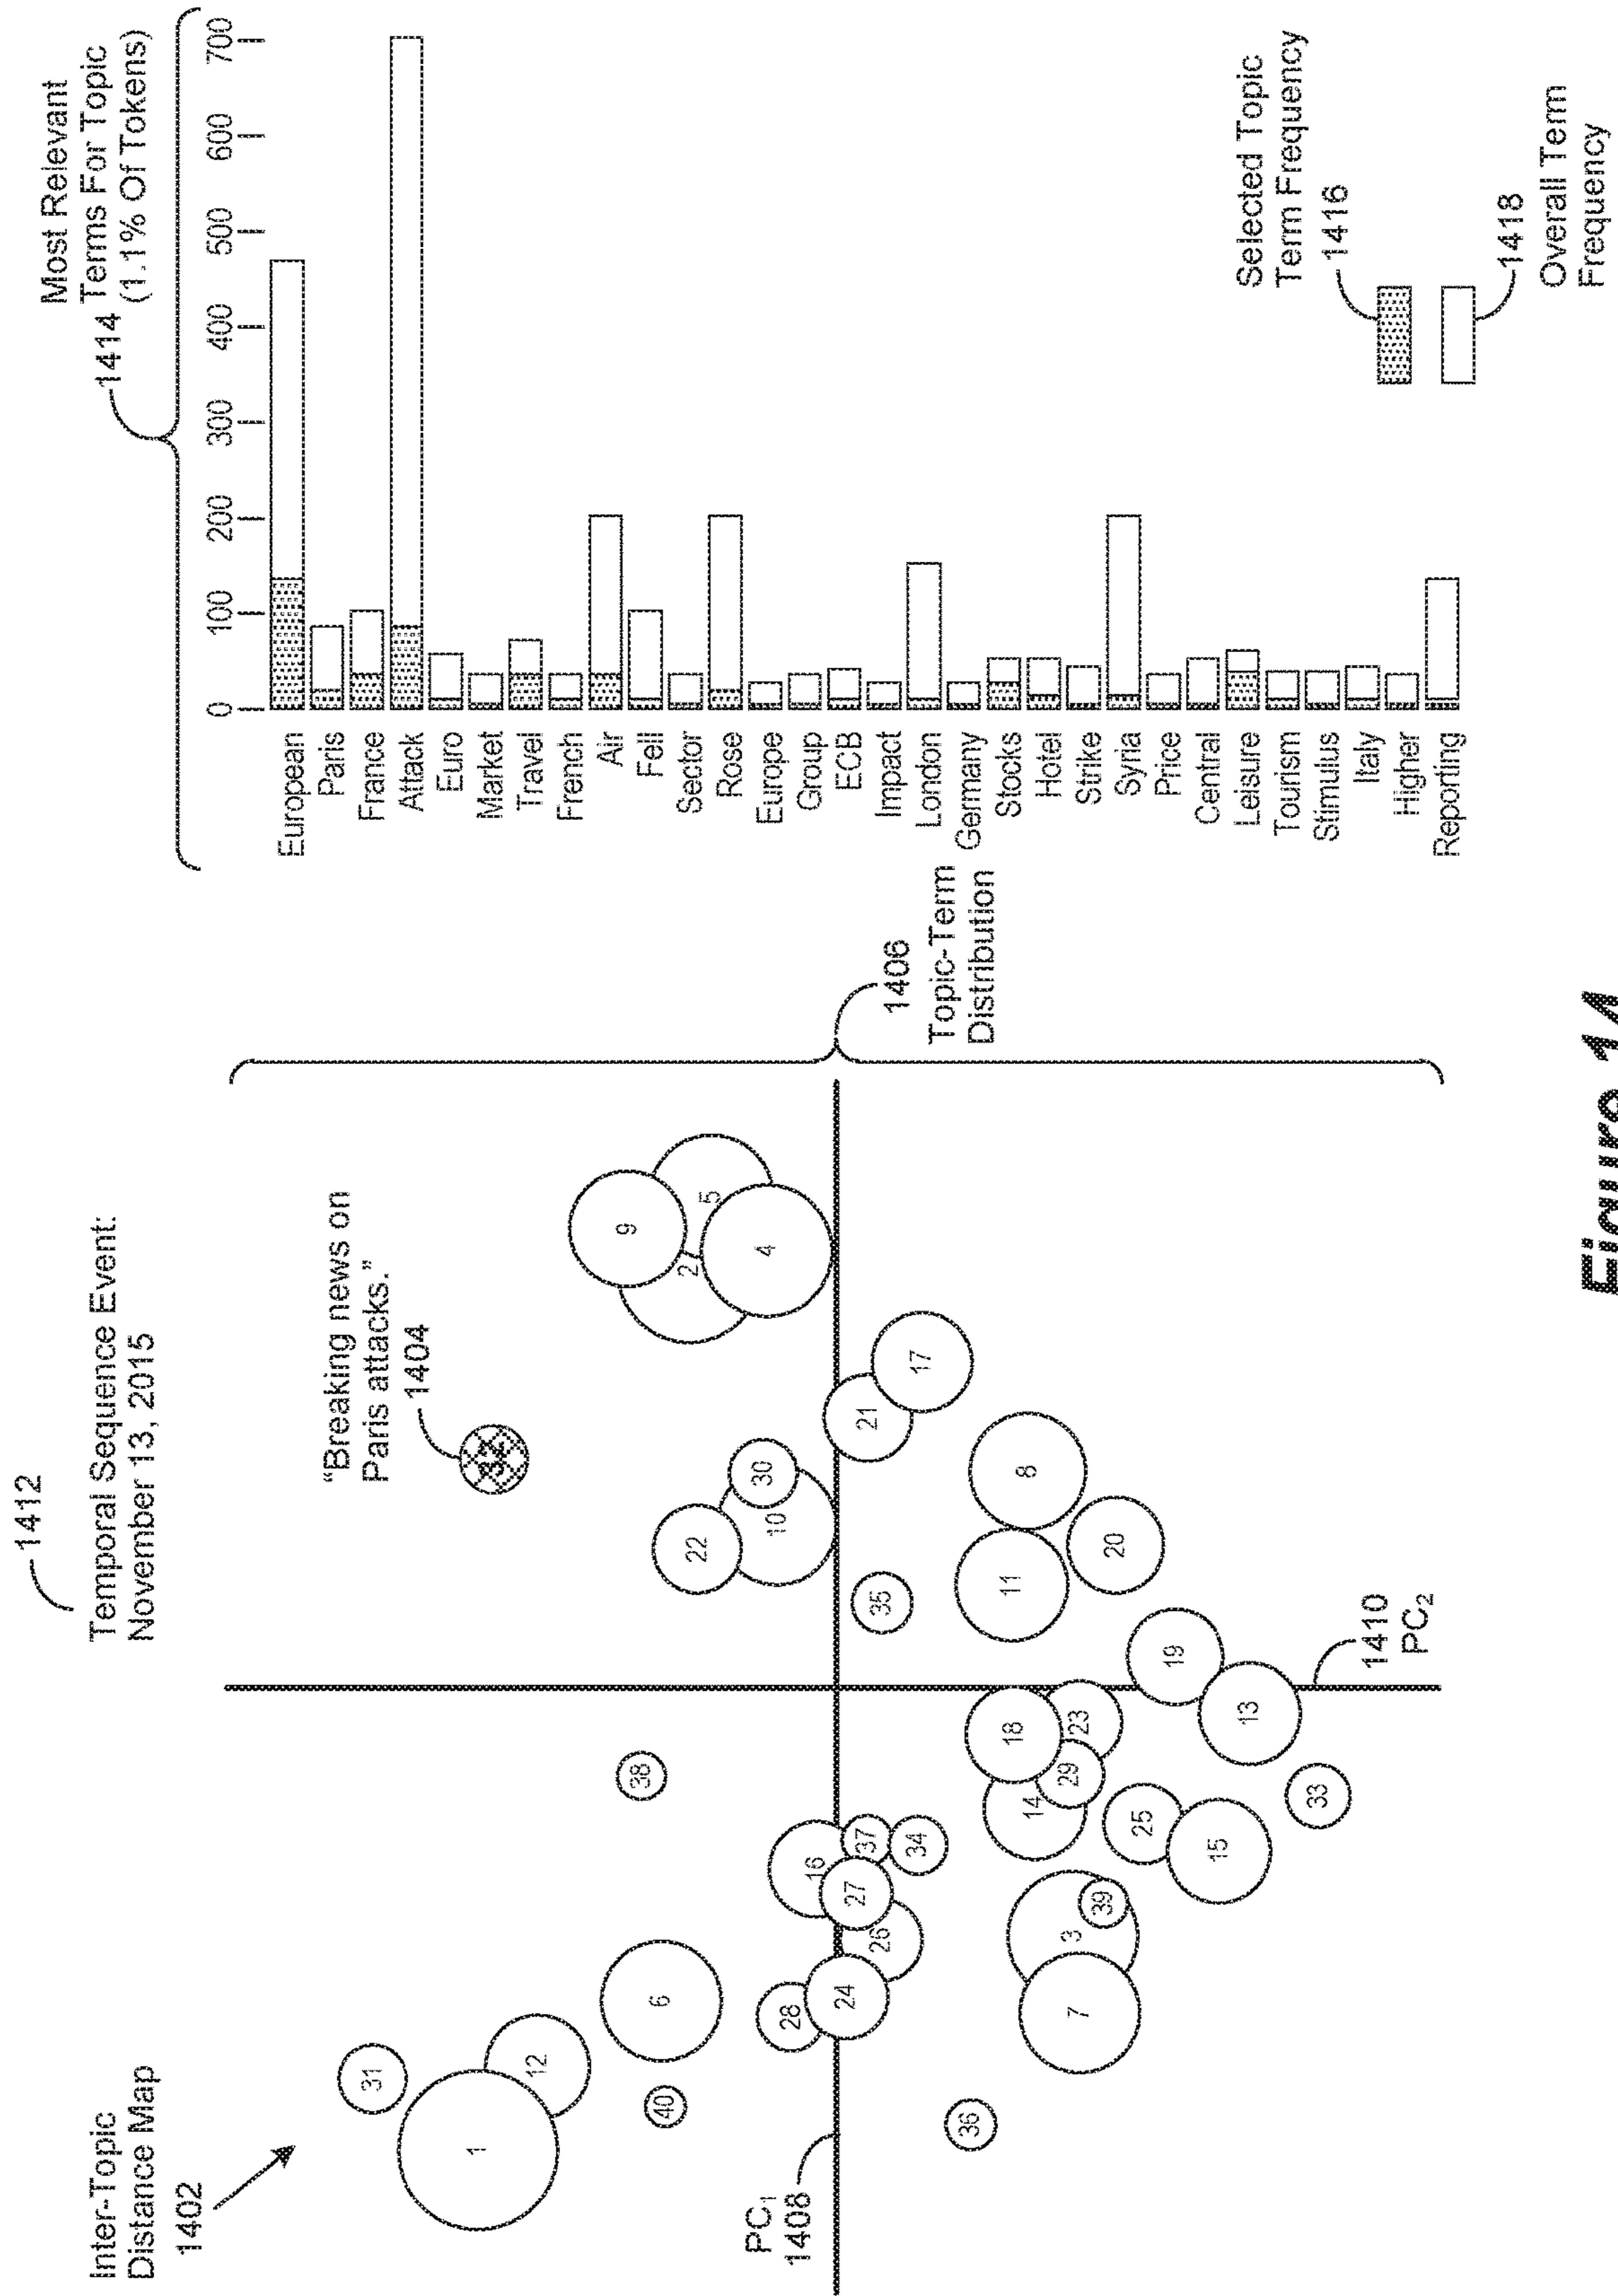 1412
Temporal Sequence Event:
November 13, 2015
Inter-Topic
Distance Map
1402
"Breaking news on
Paris attacks."
1404
32
31
1
12
40
6
38
22
30
10
9
5
2
4
28
24
16
27
26
37
34
35
21
17
36
7
3
39
14
18
29
23
25
15
33
13
19
11
8
20
PC1
1408
1410
PC2
1406
Topic-Term
Distribution
Most Relevant
1414 Terms For Topic
(1.1% Of Tokens)
0 100 200 300 400 500 600 700
European
Paris
France
Attack
Euro
Market
Travel
French
Air
Fell
Sector
Rose
Europe
Group
ECB
Impact
London
Germany
Stocks
Hotel
Strike
Syria
Price
Central
Leisure
Tourism
Stimulus
Italy
Higher
Reporting
Selected Topic
Term Frequency
1416
1418
Overall Term
Frequency
Figure 14